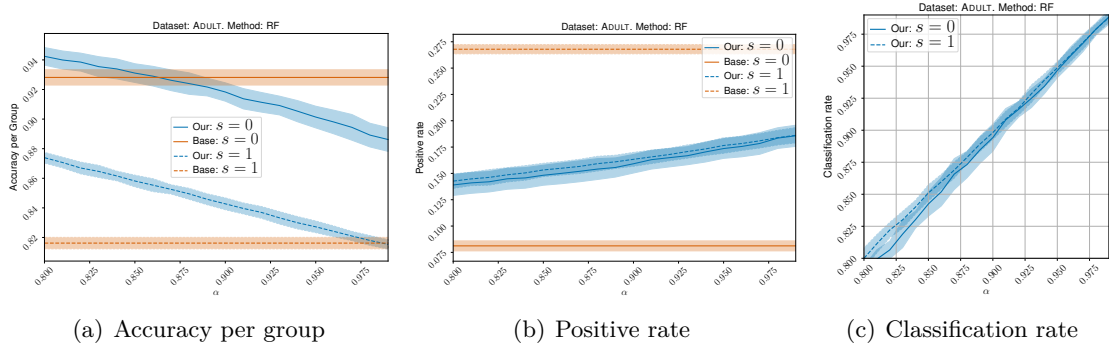 Dataset: ADULT. Method: RF
Accuracy per Group
0.94
0.92
0.90
0.88
0.86
0.84
0.82
Our: s = 0
Base: s = 0
Our: s = 1
Base: s = 1
0.800
0.825
0.850
0.875
0.900
0.925
0.950
0.975
α
(a) Accuracy per group
Dataset: ADULT. Method: RF
Positive rate
0.275
0.250
0.225
0.200
0.175
0.150
0.125
0.100
0.075
Our: s = 0
Base: s = 0
Our: s = 1
Base: s = 1
0.800
0.825
0.850
0.875
0.900
0.925
0.950
0.975
α
(b) Positive rate
Dataset: ADULT. Method: RF
Classification rate
0.975
0.950
0.925
0.900
0.875
0.850
0.825
0.800
Our: s = 0
Our: s = 1
0.800
0.825
0.850
0.875
0.900
0.925
0.950
0.975
α
(c) Classification rate